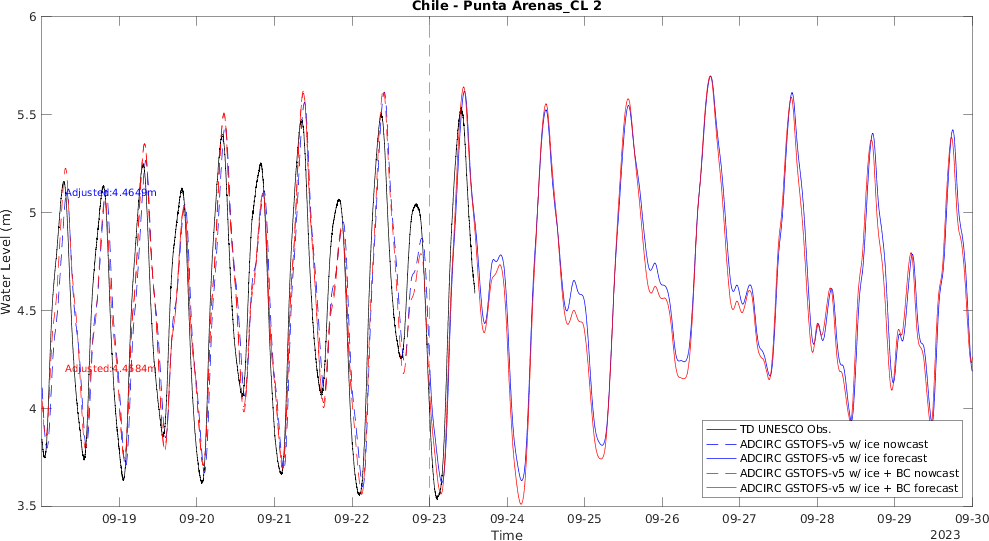 Chile - Punta Arenas_CL 2
6
5.5
5
4.5
4
3.5
Water Level (m)
Adjusted:4.4649m
Adjusted:4.4584m
TD UNESCO Obs.
ADCIRC GSTOFS-v5 w/ ice nowcast
ADCIRC GSTOFS-v5 w/ ice forecast
ADCIRC GSTOFS-v5 w/ ice + BC nowcast
ADCIRC GSTOFS-v5 w/ ice + BC forecast
09-19 09-20 09-21 09-22 09-23 09-24 09-25 09-26 09-27 09-28 09-29 09-30
Time
2023